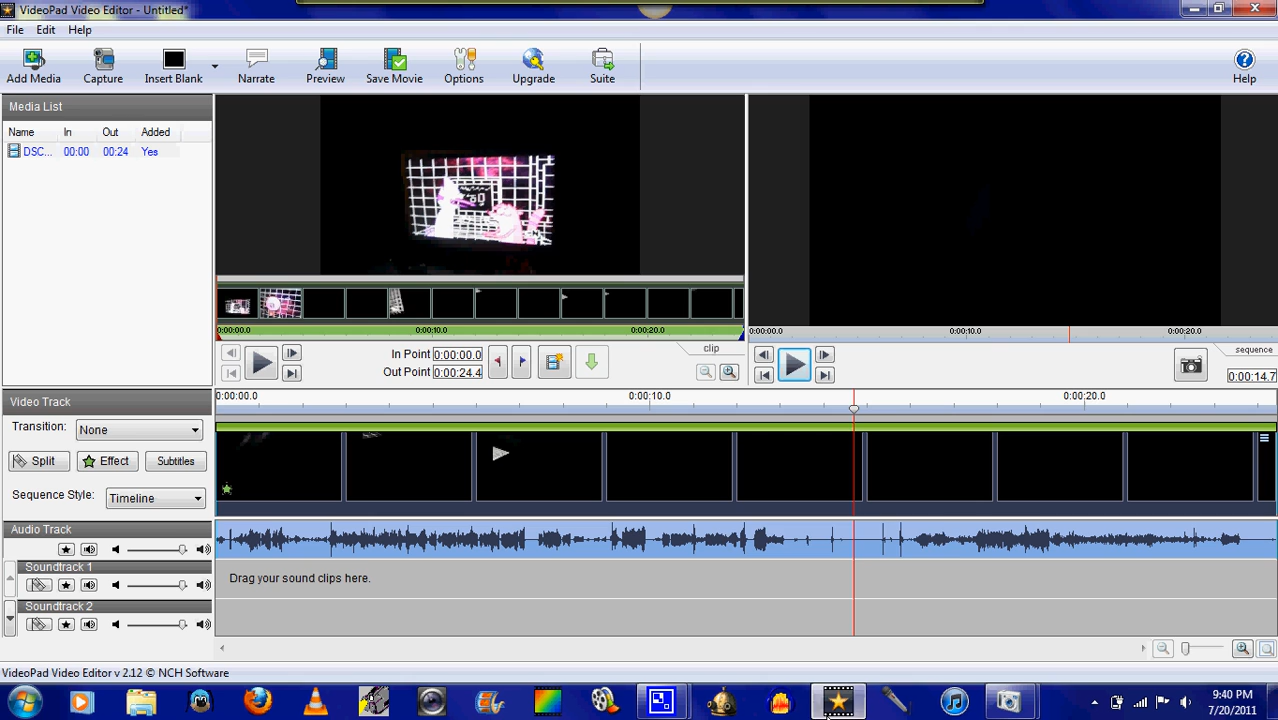 VideoPad Video Editor - Untitled*
File Edit Help
Add Media Capture Insert Blank Narrate Preview Save Movie Options Upgrade Suite Help
Media List
Name In Out Added
DSC... 00:00 00:24 Yes
0:00:00.0 0:00:10.0 0:00:20.0
0:00:00.0 0:00:10.0 0:00:20.0
In Point 0:00:00.0
Out Point 0:00:24.4
clip
sequence
0:00:14.7
Video Track
0:00:00.0 0:00:10.0 0:00:20.0
Transition: None
Split Effect Subtitles
Sequence Style: Timeline
Audio Track
Soundtrack 1
Drag your sound clips here.
Soundtrack 2
VideoPad Video Editor v 2.12 © NCH Software
9:40 PM
7/20/2011